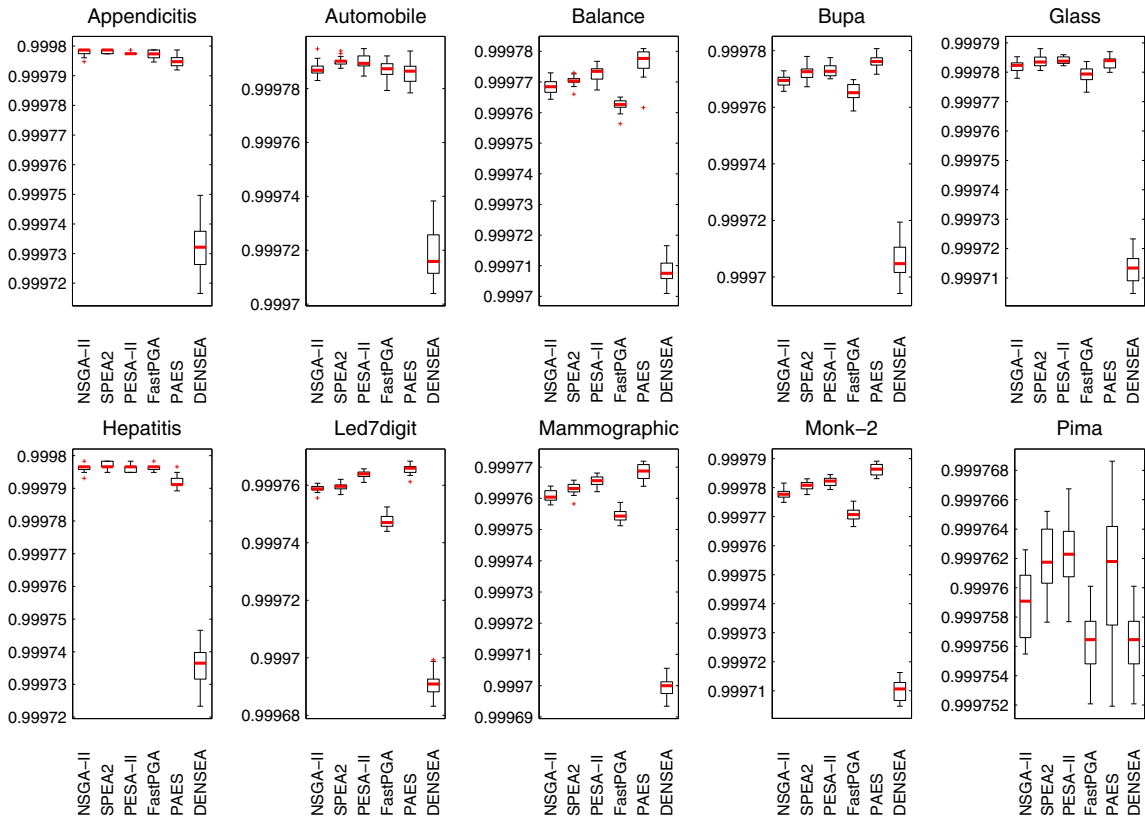 Appendicitis
0.9998
0.99979
0.99978
0.99977
0.99976
0.99975
0.99974
0.99973
0.99972
NSGA-II
SPEA2
PESA-II
FastPGA
PAES
DENSEA
Automobile
0.99978
0.99976
0.99974
0.99972
0.9997
NSGA-II
SPEA2
PESA-II
FastPGA
PAES
DENSEA
Balance
0.99978
0.99977
0.99976
0.99975
0.99974
0.99973
0.99972
0.99971
0.9997
NSGA-II
SPEA2
PESA-II
FastPGA
PAES
DENSEA
Bupa
0.99978
0.99976
0.99974
0.99972
0.9997
NSGA-II
SPEA2
PESA-II
FastPGA
PAES
DENSEA
Glass
0.99979
0.99978
0.99977
0.99976
0.99975
0.99974
0.99973
0.99972
0.99971
NSGA-II
SPEA2
PESA-II
FastPGA
PAES
DENSEA
Hepatitis
0.9998
0.99979
0.99978
0.99977
0.99976
0.99975
0.99974
0.99973
0.99972
NSGA-II
SPEA2
PESA-II
FastPGA
PAES
DENSEA
Led7digit
0.99976
0.99974
0.99972
0.9997
0.99968
NSGA-II
SPEA2
PESA-II
FastPGA
PAES
DENSEA
Mammographic
0.99977
0.99976
0.99975
0.99974
0.99973
0.99972
0.99971
0.9997
0.99969
NSGA-II
SPEA2
PESA-II
FastPGA
PAES
DENSEA
Monk-2
0.99979
0.99978
0.99977
0.99976
0.99975
0.99974
0.99973
0.99972
0.99971
NSGA-II
SPEA2
PESA-II
FastPGA
PAES
DENSEA
Pima
0.999768
0.999764
0.999762
0.99976
0.999758
0.999756
0.999754
0.999752
NSGA-II
SPEA2
PESA-II
FastPGA
PAES
DENSEA